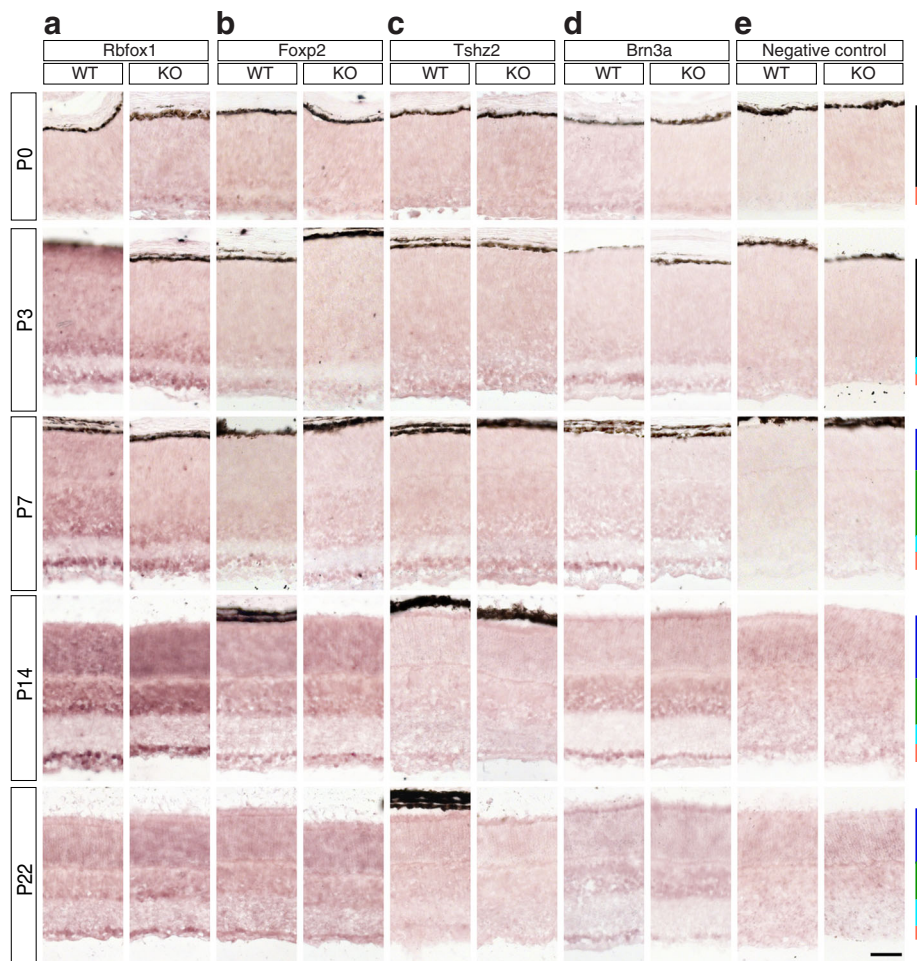 a b c d e
Rbfox1 Foxp2 Tshz2 Brn3a Negative control
WT KO WT KO WT KO WT KO WT KO
P0
P3
P7
P14
P22